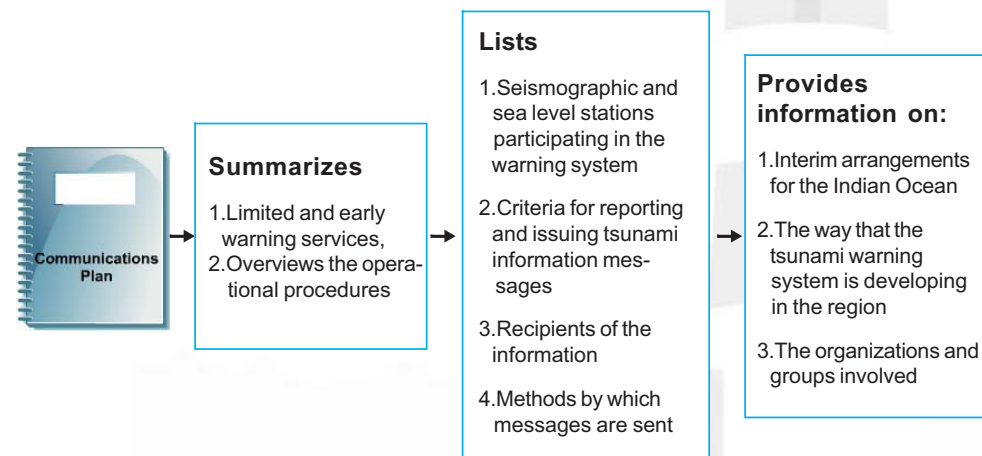 Communications
Plan
Summarizes
1.Limited and early
warning services,
2.Overviews the opera-
tional procedures
Lists
1.Seismographic and
sea level stations
participating in the
warning system
2.Criteria for reporting
and issuing tsunami
information mes-
sages
3.Recipients of the
information
4.Methods by which
messages are sent
Provides
information on:
1.Interim arrangements
for the Indian Ocean
2.The way that the
tsunami warning
system is developing
in the region
3.The organizations and
groups involved